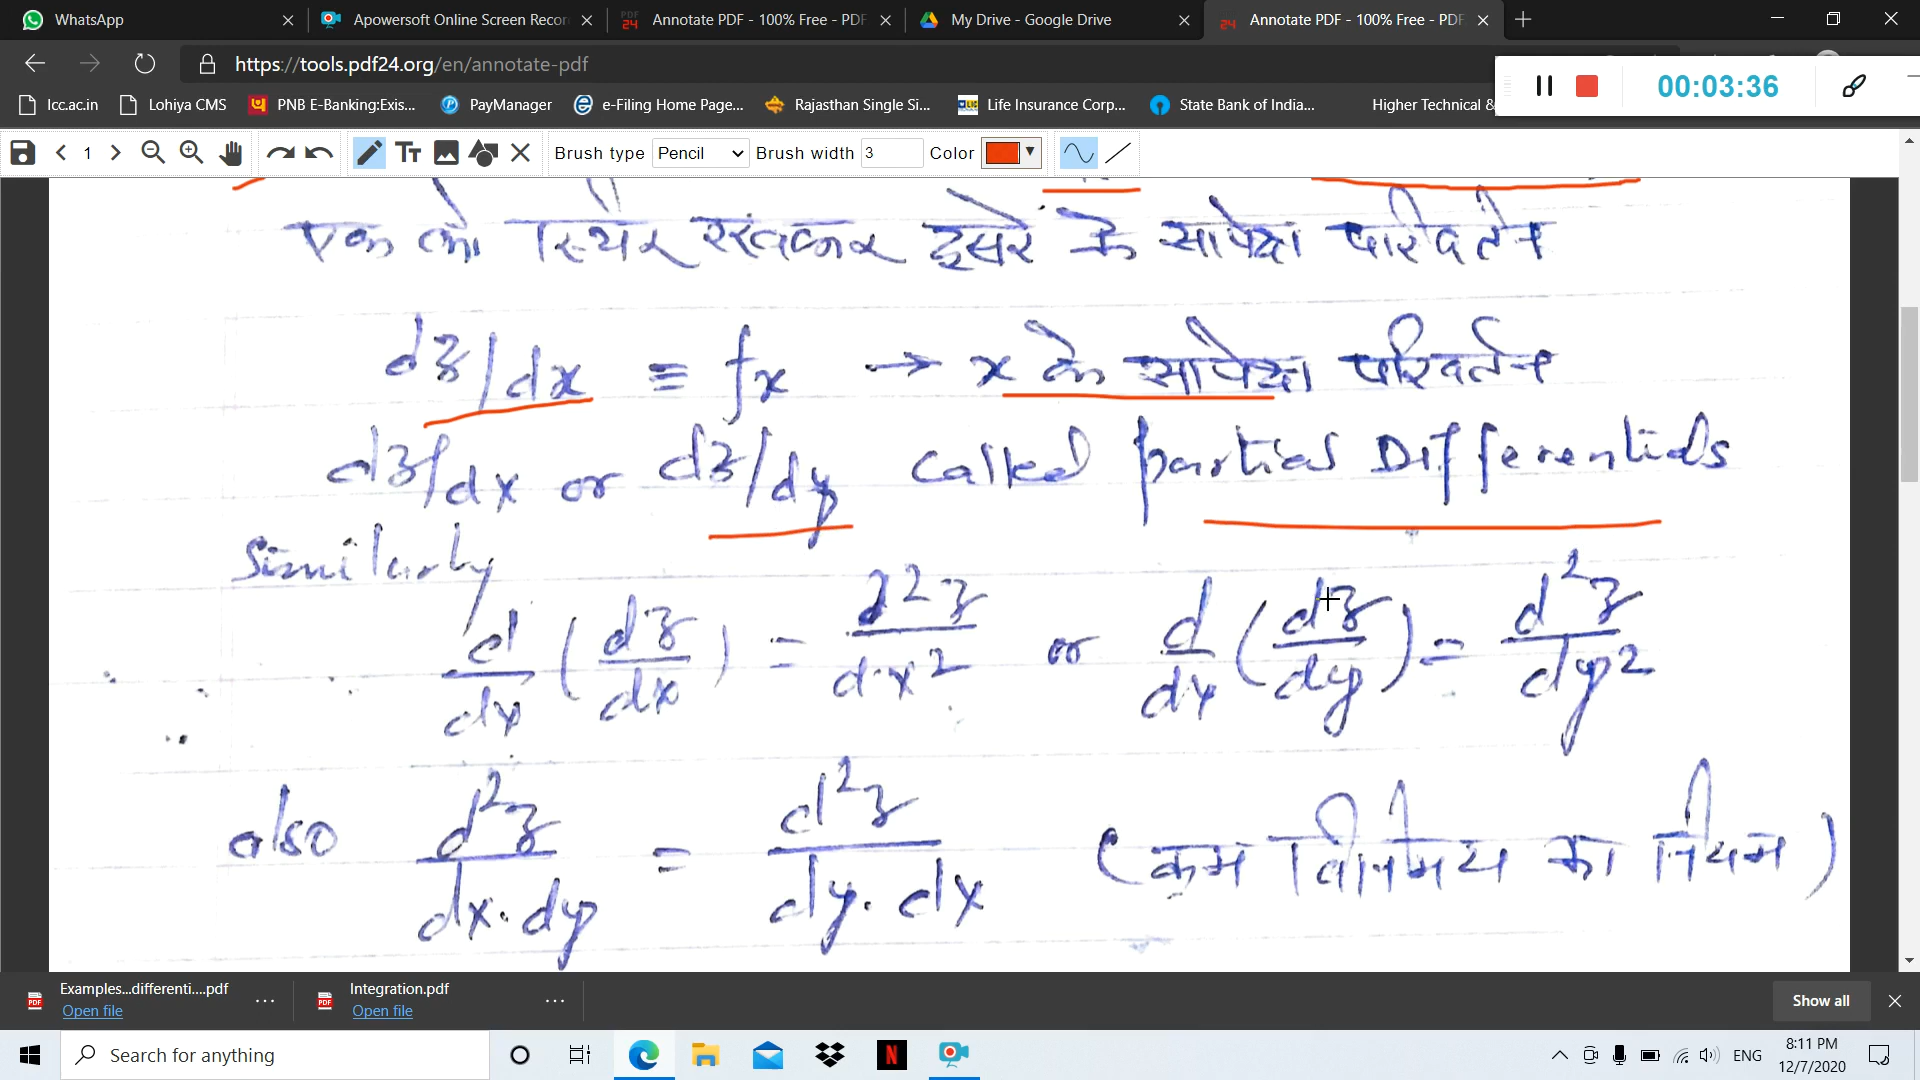 WhatsApp
Apowersoft Online Screen Recor
Annotate PDF - 100% Free - PDF
My Drive - Google Drive
Annotate PDF - 100% Free - PDF
https://tools.pdf24.org/en/annotate-pdf
00:03:36
lcc.ac.in
Lohiya CMS
PNB E-Banking:Exis...
PayManager
e-Filing Home Page...
Rajasthan Single Si...
Life Insurance Corp...
State Bank of India...
Higher Technical &
1
Brush type Pencil Brush width 3 Color
एक को स्थिर रखकर दूसरे के सापेक्ष परिवर्तन
dz/dx ≡ fx → x के सापेक्ष परिवर्तन
dz/dx or dz/dy called partial Differentials
Similarly
d/dx (dz/dx) = d²z/dx² or d/dx (dz/dy) = d²z/dy²
also d²z/dx·dy = d²z/dy·dx (क्रम विनिमय का नियम)
Examples...differenti....pdf
Open file
Integration.pdf
Open file
Show all
Search for anything
ENG
8:11 PM
12/7/2020